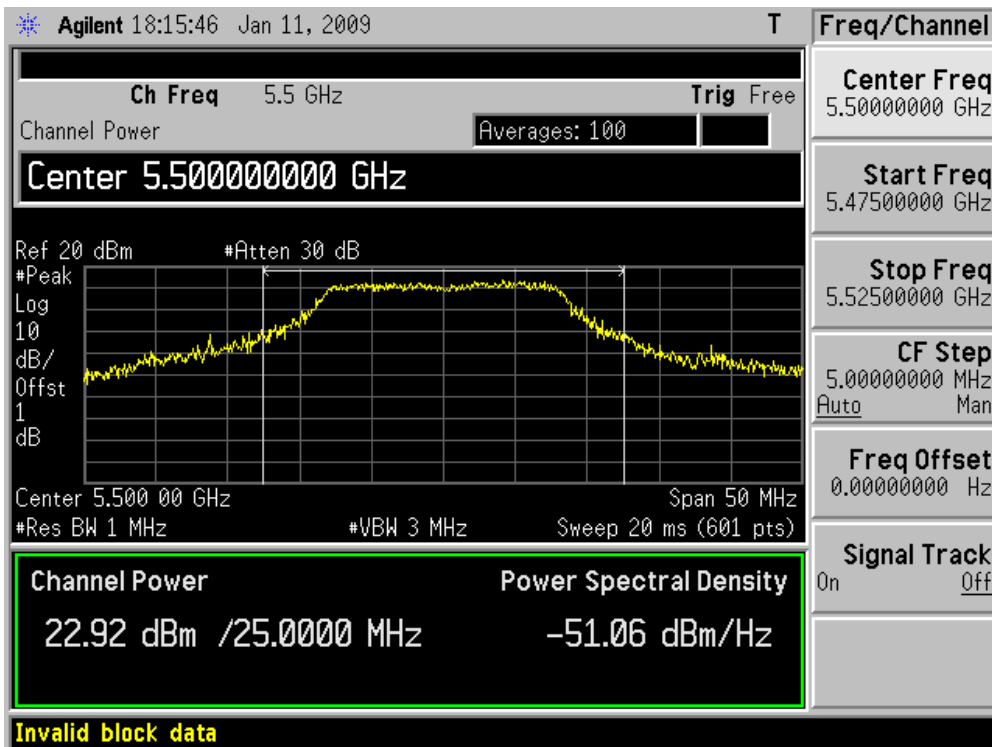 Agilent 18:15:46 Jan 11, 2009 T
Ch Freq 5.5 GHz Trig Free
Channel Power Averages: 100
Center 5.500000000 GHz
Ref 20 dBm #Atten 30 dB
#Peak
Log
10
dB/
Offst
1
dB
Center 5.500 00 GHz Span 50 MHz
#Res BW 1 MHz #VBW 3 MHz Sweep 20 ms (601 pts)
Channel Power Power Spectral Density
22.92 dBm /25.0000 MHz -51.06 dBm/Hz
Invalid block data
Freq/Channel
Center Freq
5.50000000 GHz
Start Freq
5.47500000 GHz
Stop Freq
5.52500000 GHz
CF Step
5.00000000 MHz
Auto Man
Freq Offset
0.00000000 Hz
Signal Track
On Off